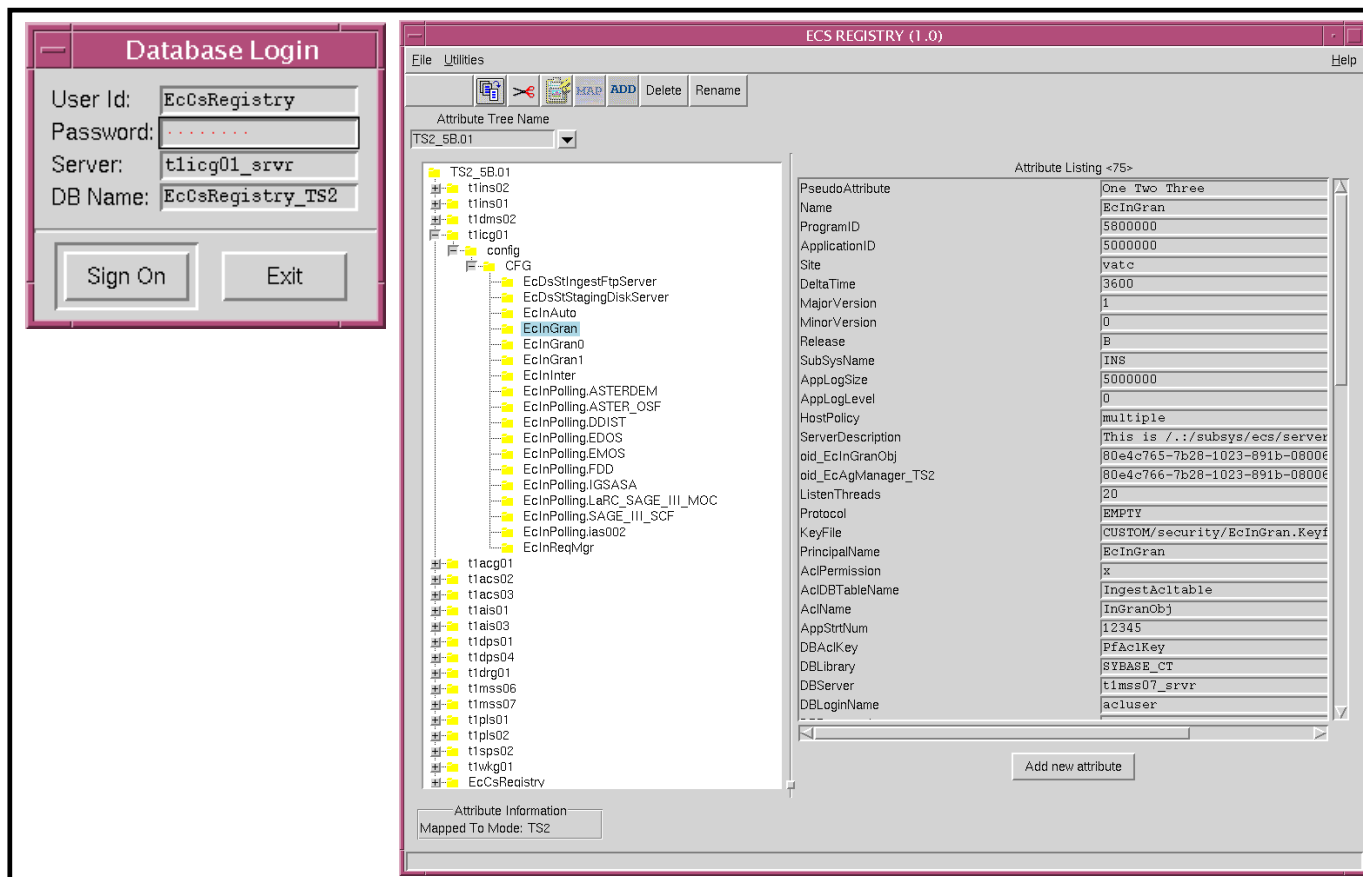 Database Login
User Id: EcCsRegistry
Password: ········
Server: t1icg01_srvr
DB Name: EcCsRegistry_TS2
Sign On Exit
ECS REGISTRY (1.0)
File Utilities Help
MAP ADD Delete Rename
Attribute Tree Name
TS2_5B.01
TS2_5B.01
t1ins02
t1ins01
t1dms02
t1icg01
config
CFG
EcDsStIngestFtpServer
EcDsStStagingDiskServer
EcInAuto
EcInGran
EcInGran0
EcInGran1
EcInInter
EcInPolling.ASTERDEM
EcInPolling.ASTER_OSF
EcInPolling.DDIST
EcInPolling.EDOS
EcInPolling.EMOS
EcInPolling.FDD
EcInPolling.IGSASA
EcInPolling.LaRC_SAGE_III_MOC
EcInPolling.SAGE_III_SCF
EcInPolling.ias002
EcInReqMgr
t1acg01
t1acs02
t1acs03
t1ais01
t1ais03
t1dps01
t1dps04
t1drg01
t1mss06
t1mss07
t1pls01
t1pls02
t1sps02
t1wkg01
EcCsRegistry
Attribute Listing <75>
PseudoAttribute One Two Three
Name EcInGran
ProgramID 5800000
ApplicationID 5000000
Site vatc
DeltaTime 3600
MajorVersion 1
MinorVersion 0
Release B
SubSysName INS
AppLogSize 5000000
AppLogLevel 0
HostPolicy multiple
ServerDescription This is /.:/subsys/ecs/server
oid_EcInGranObj 80e4c765-7b28-1023-891b-08006
oid_EcAgManager_TS2 80e4c766-7b28-1023-891b-08006
ListenThreads 20
Protocol EMPTY
KeyFile CUSTOM/security/EcInGran.Keyf
PrincipalName EcInGran
AclPermission x
AclDBTableName IngestAcltable
AclName InGranObj
AppStrtNum 12345
DBAclKey PfAclKey
DBLibrary SYBASE_CT
DBServer t1mss07_srvr
DBLoginName acluser
Add new attribute
Attribute Information
Mapped To Mode: TS2